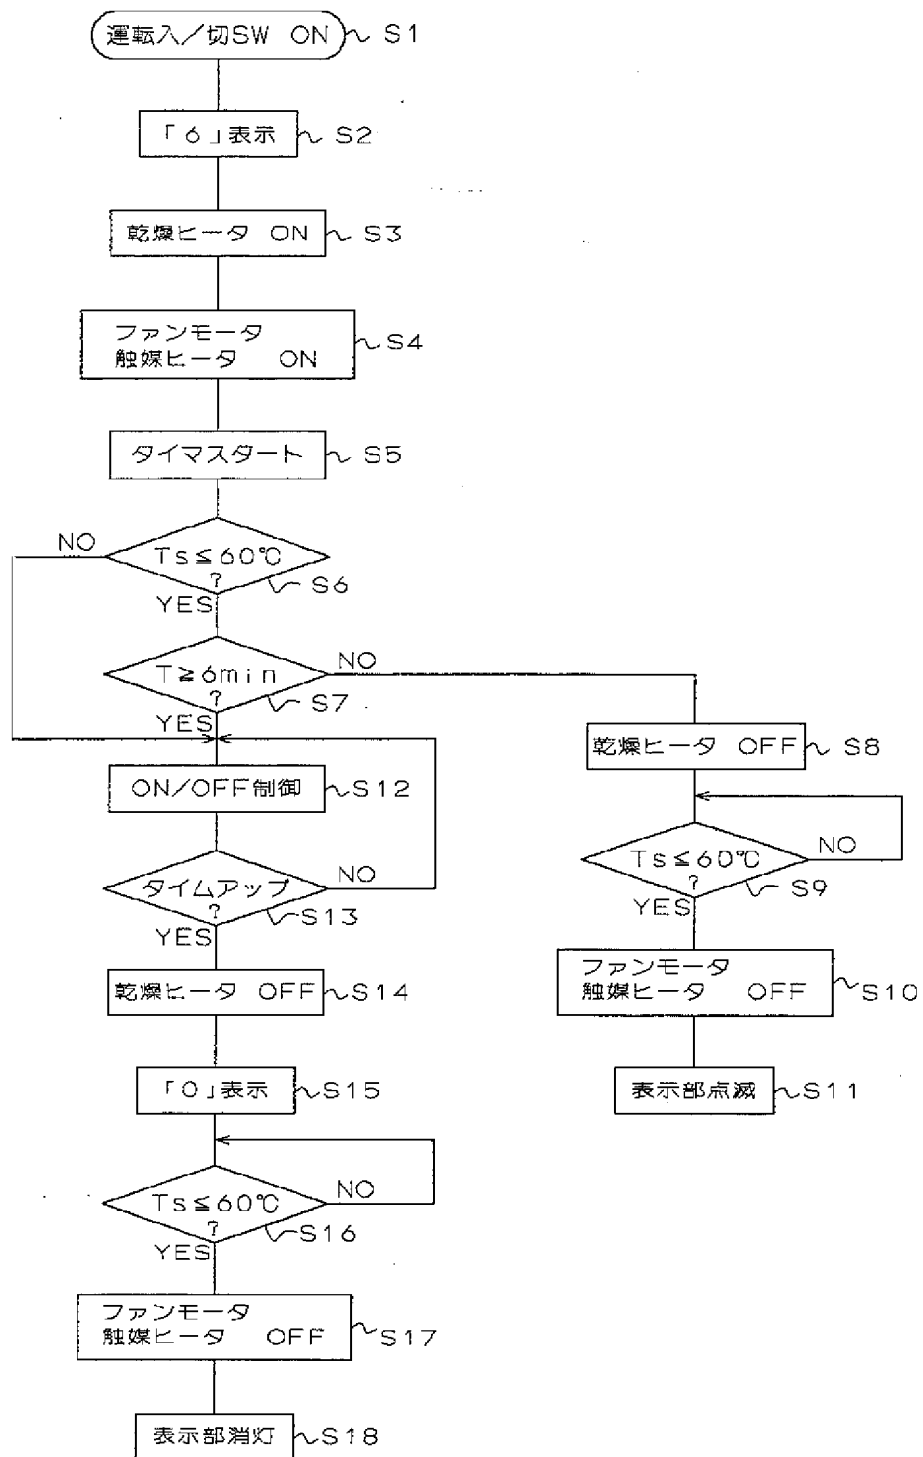 運転入／切SW ON S1
「6」表示 S2
乾燥ヒータ ON S3
ファンモータ
触媒ヒータ ON S4
タイマスタート S5
NO
Ts≦60℃
? S6
YES
T≧6min
? S7
NO
YES
ON/OFF制御 S12
タイムアップ
? S13
NO
YES
乾燥ヒータ OFF S14
「0」表示 S15
Ts≦60℃
? S16
NO
YES
ファンモータ
触媒ヒータ OFF S17
表示部消灯 S18
乾燥ヒータ OFF S8
Ts≦60℃
? S9
NO
YES
ファンモータ
触媒ヒータ OFF S10
表示部点滅 S11